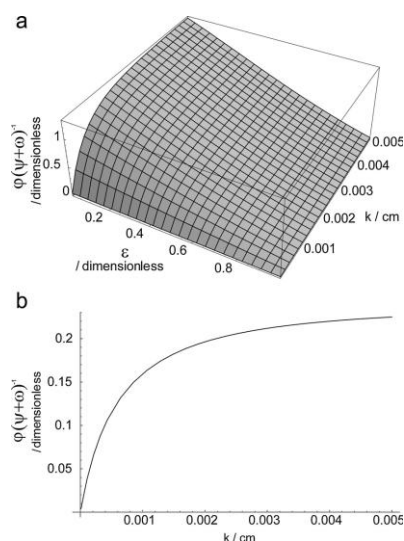 a
φ(ψ+ω)⁻¹
/ dimensionless
1
0.5
0
0.2
0.4
0.6
0.8
ε
/ dimensionless
0.005
0.004
0.003
0.002
0.001
k / cm
b
φ(ψ+ω)⁻¹
/ dimensionless
0.2
0.15
0.1
0.05
0.001
0.002
0.003
0.004
0.005
k / cm